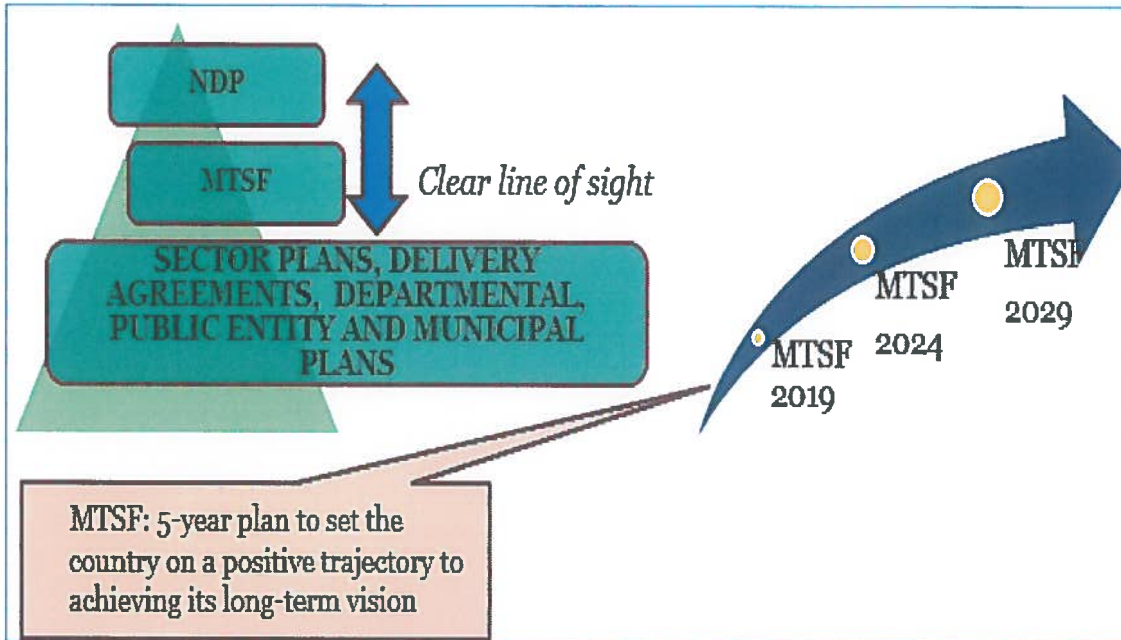 NDP
MTSF
Clear line of sight
SECTOR PLANS, DELIVERY
AGREEMENTS, DEPARTMENTAL,
PUBLIC ENTITY AND MUNICIPAL
PLANS
MTSF
2019
MTSF
2024
MTSF
2029
MTSF: 5-year plan to set the
country on a positive trajectory to
achieving its long-term vision